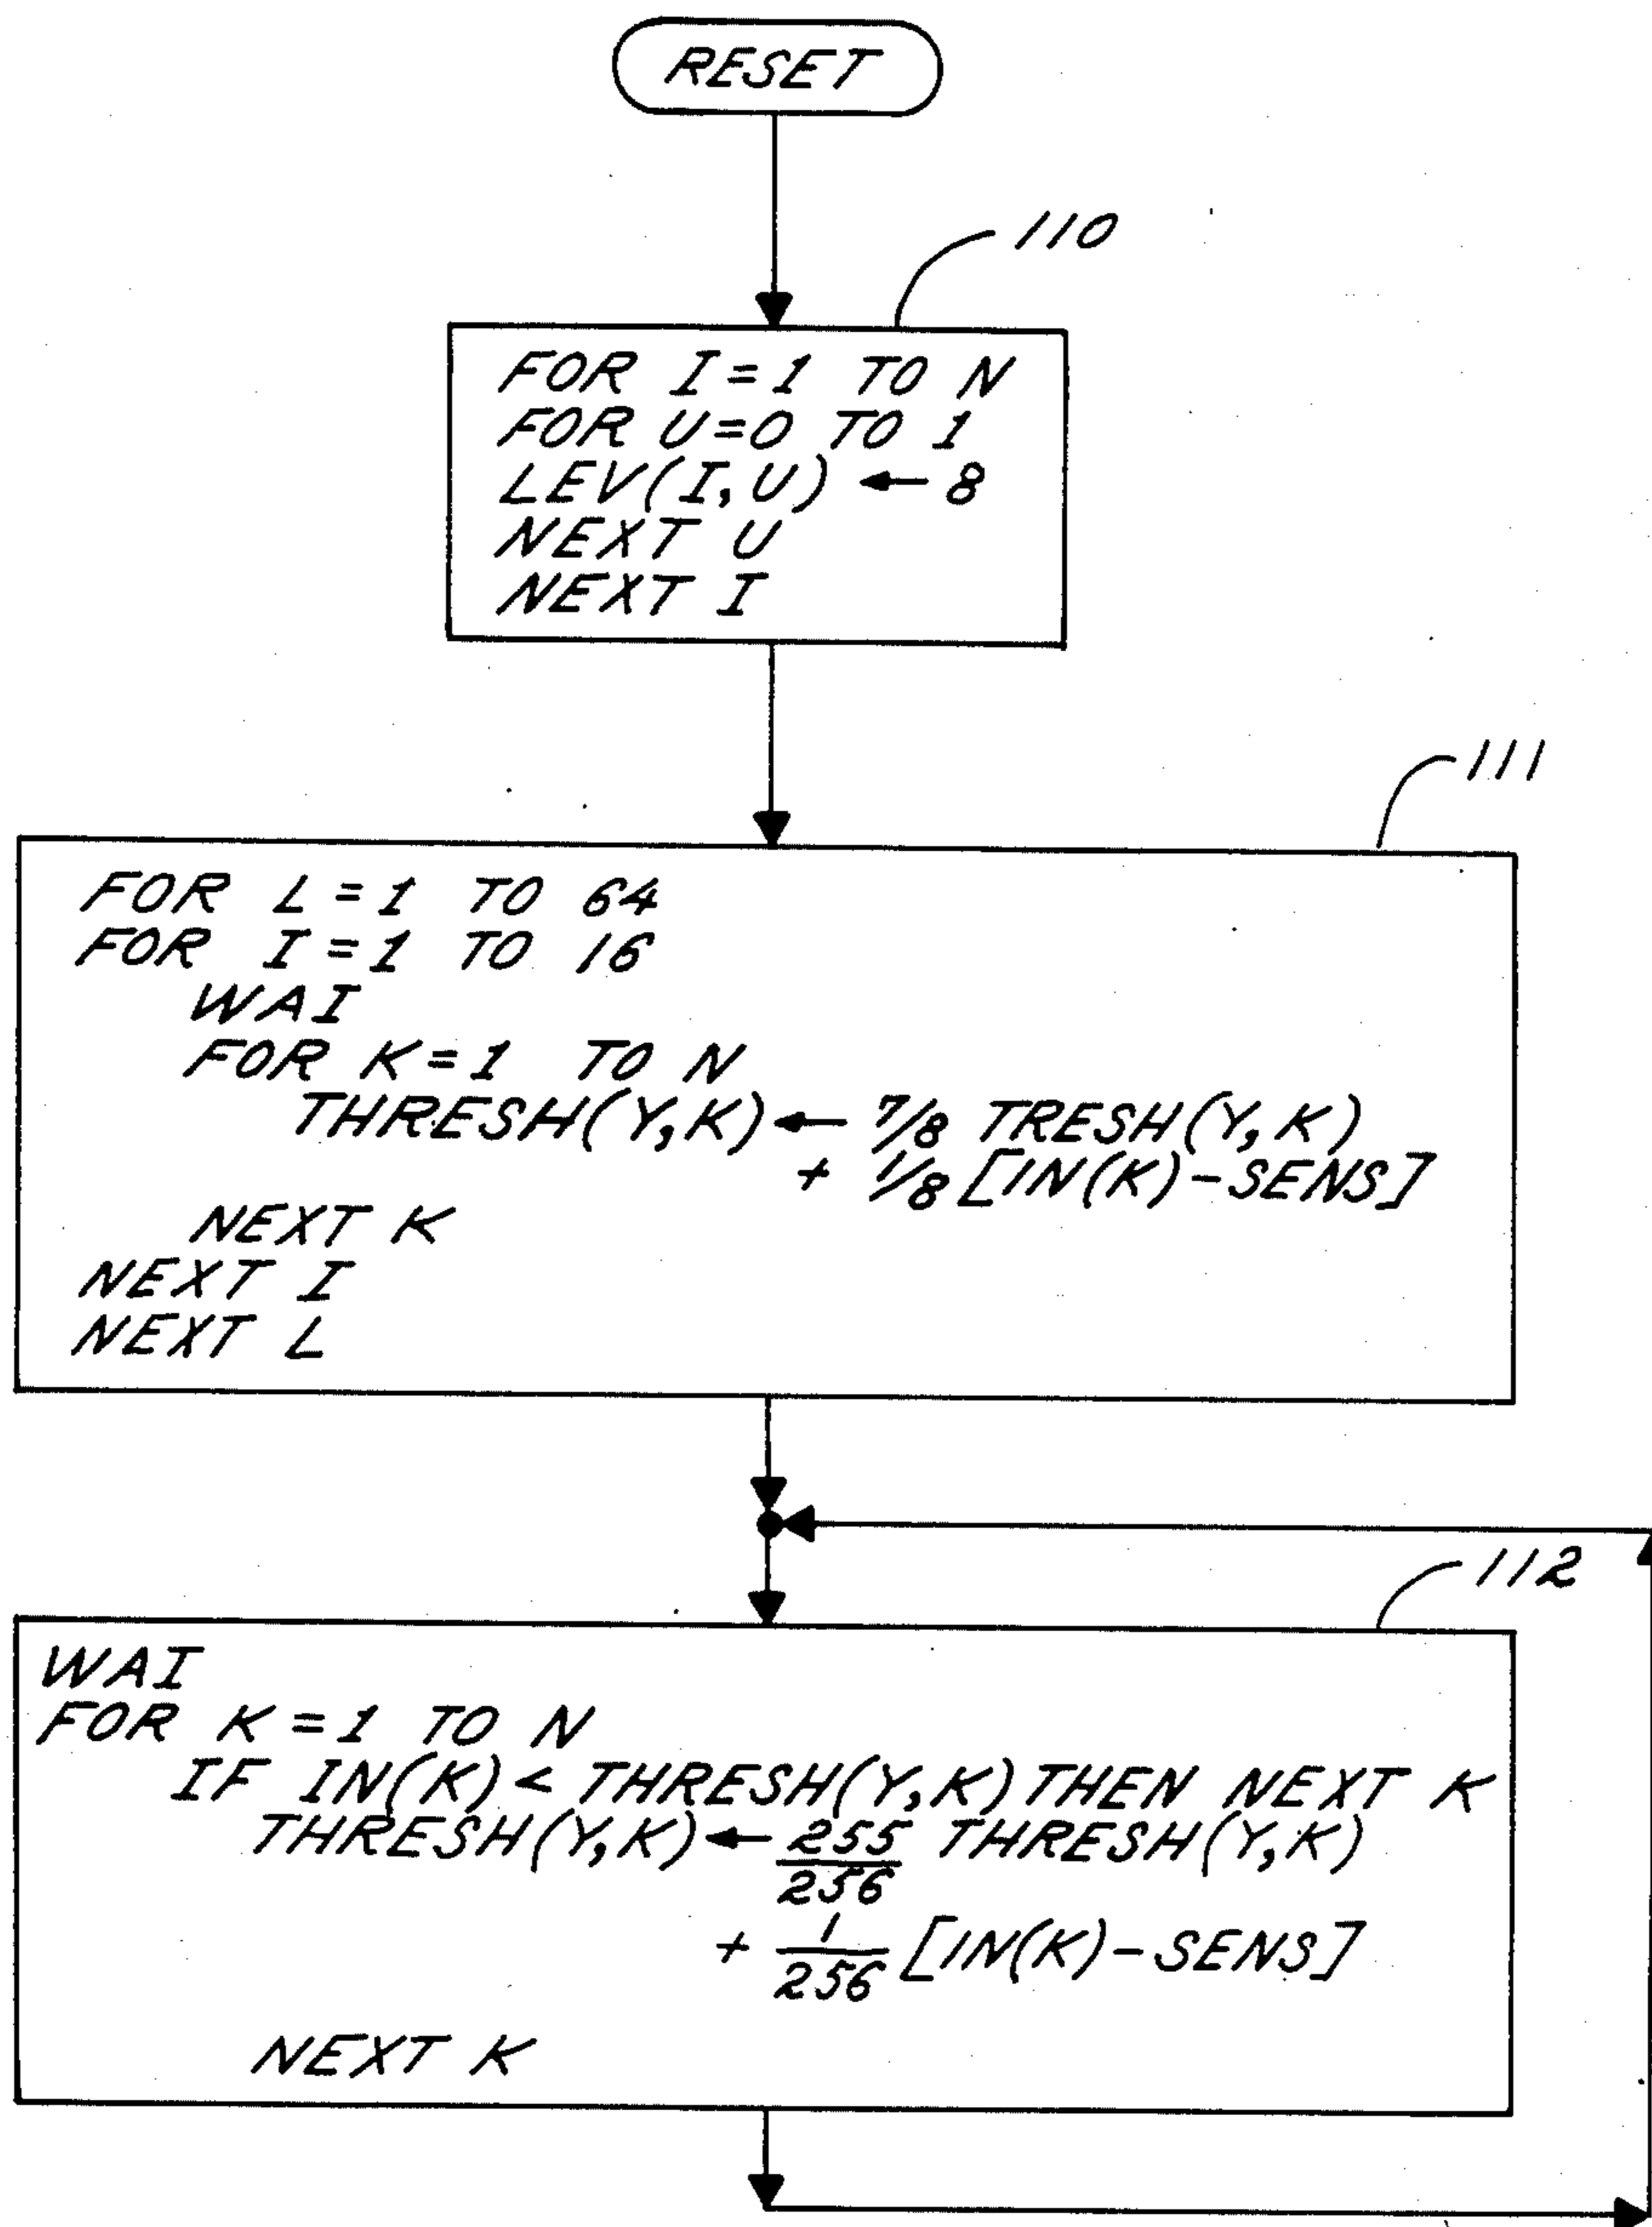 RESET
110
FOR I=1 TO N
FOR U=0 TO 1
LEV(I,U) ← 8
NEXT U
NEXT I
111
FOR L=1 TO 64
FOR I=1 TO 16
WAI
FOR K=1 TO N
THRESH(Y,K) ← 7/8 TRESH(Y,K)
+ 1/8 [IN(K)-SENS]
NEXT K
NEXT I
NEXT L
112
WAI
FOR K=1 TO N
IF IN(K) < THRESH(Y,K) THEN NEXT K
THRESH(Y,K) ← 255/256 THRESH(Y,K)
+ 1/256 [IN(K)-SENS]
NEXT K